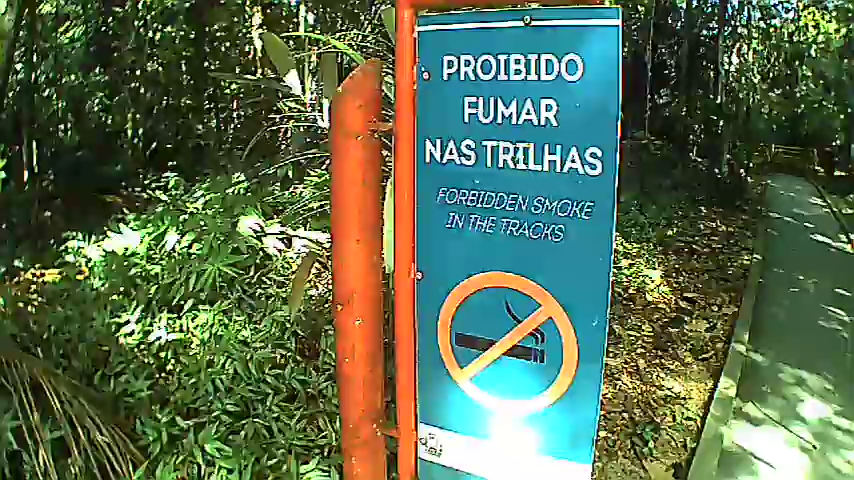 PROIBIDO
FUMAR
NAS TRILHAS
FORBIDDEN SMOKE
IN THE TRACKS